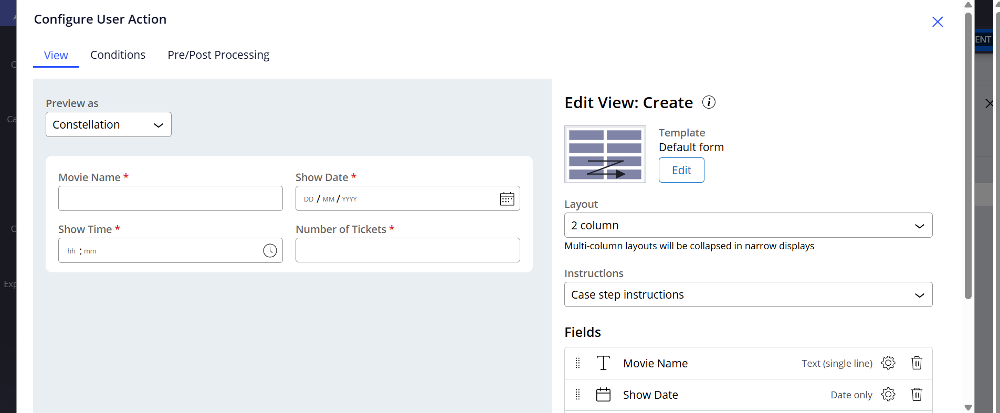 Configure User Action
ENT
View Conditions Pre/Post Processing
Preview as
Constellation
Movie Name *
Show Date *
DD / MM / YYYY
Show Time *
hh : mm
Number of Tickets *
Edit View: Create
Template
Default form
Edit
Layout
2 column
Multi-column layouts will be collapsed in narrow displays
Instructions
Case step instructions
Fields
Movie Name Text (single line)
Show Date Date only
Ca
Exp